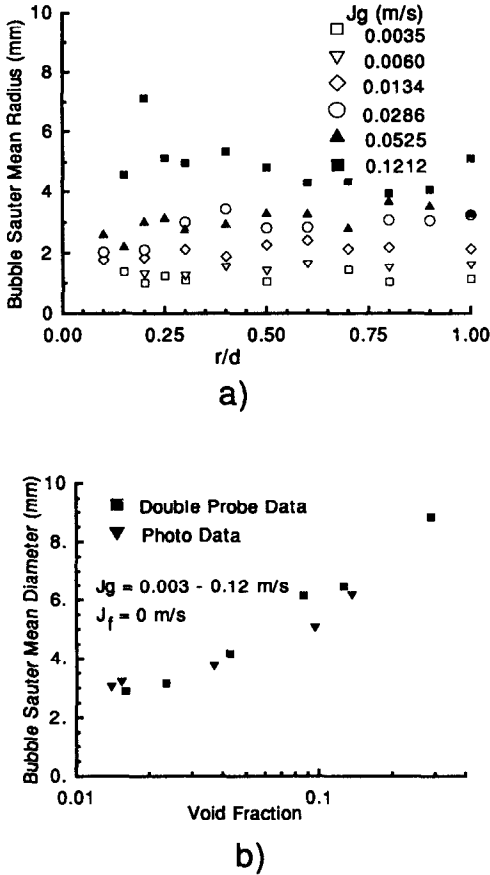 Jg (m/s)
0.0035
0.0060
0.0134
0.0286
0.0525
0.1212
Bubble Sauter Mean Radius (mm)
10
8
6
4
2
0
0.00
0.25
0.50
0.75
1.00
r/d
a)
Bubble Sauter Mean Diameter (mm)
10
8.
6.
4.
2.
0.
Double Probe Data
Photo Data
Jg = 0.003 - 0.12 m/s
Jf = 0 m/s
0.01
0.1
Void Fraction
b)